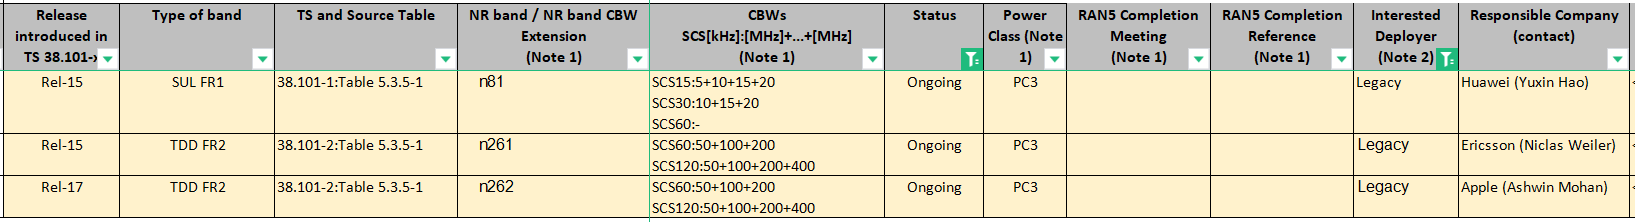 Release introduced in TS 38.101-x
Type of band
TS and Source Table
NR band / NR band CBW Extension (Note 1)
CBWs SCS[kHz]:[MHz]+...+[MHz] (Note 1)
Status
Power Class (Note 1)
RAN5 Completion Meeting (Note 1)
RAN5 Completion Reference (Note 1)
Interested Deployer (Note 2)
Responsible Company (contact)
Rel-15
SUL FR1
38.101-1:Table 5.3.5-1
n81
SCS15:5+10+15+20
SCS30:10+15+20
SCS60:-
Ongoing
PC3
Legacy
Huawei (Yuxin Hao)
Rel-15
TDD FR2
38.101-2:Table 5.3.5-1
n261
SCS60:50+100+200
SCS120:50+100+200+400
Ongoing
PC3
Legacy
Ericsson (Niclas Weiler)
Rel-17
TDD FR2
38.101-2:Table 5.3.5-1
n262
SCS60:50+100+200
SCS120:50+100+200+400
Ongoing
PC3
Legacy
Apple (Ashwin Mohan)